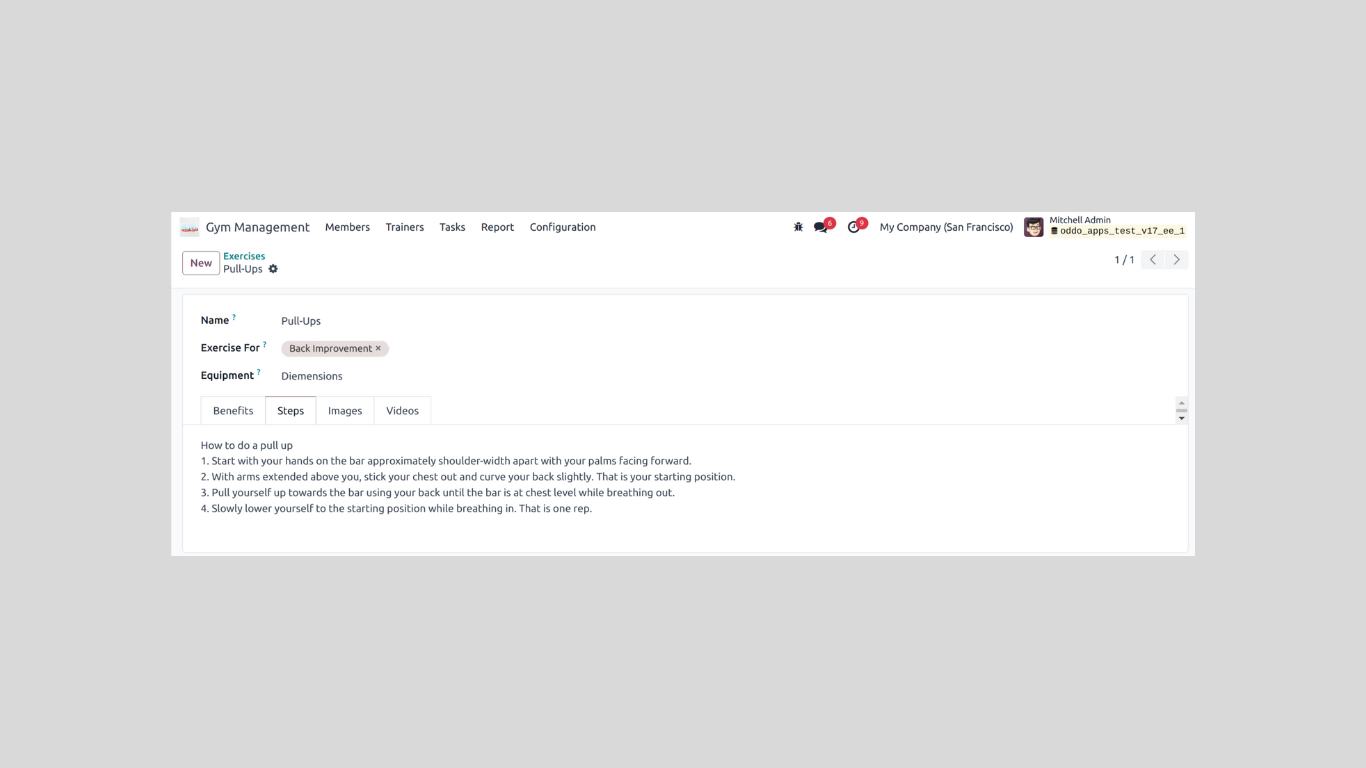 Gym Management Members Trainers Tasks Report Configuration 6 9 My Company (San Francisco) Mitchell Admin
oddo_apps_test_v17_ee_1
New Exercises
Pull-Ups 1 / 1
Name ? Pull-Ups
Exercise For ? Back Improvement ×
Equipment ? Diemensions
Benefits Steps Images Videos
How to do a pull up
1. Start with your hands on the bar approximately shoulder-width apart with your palms facing forward.
2. With arms extended above you, stick your chest out and curve your back slightly. That is your starting position.
3. Pull yourself up towards the bar using your back until the bar is at chest level while breathing out.
4. Slowly lower yourself to the starting position while breathing in. That is one rep.